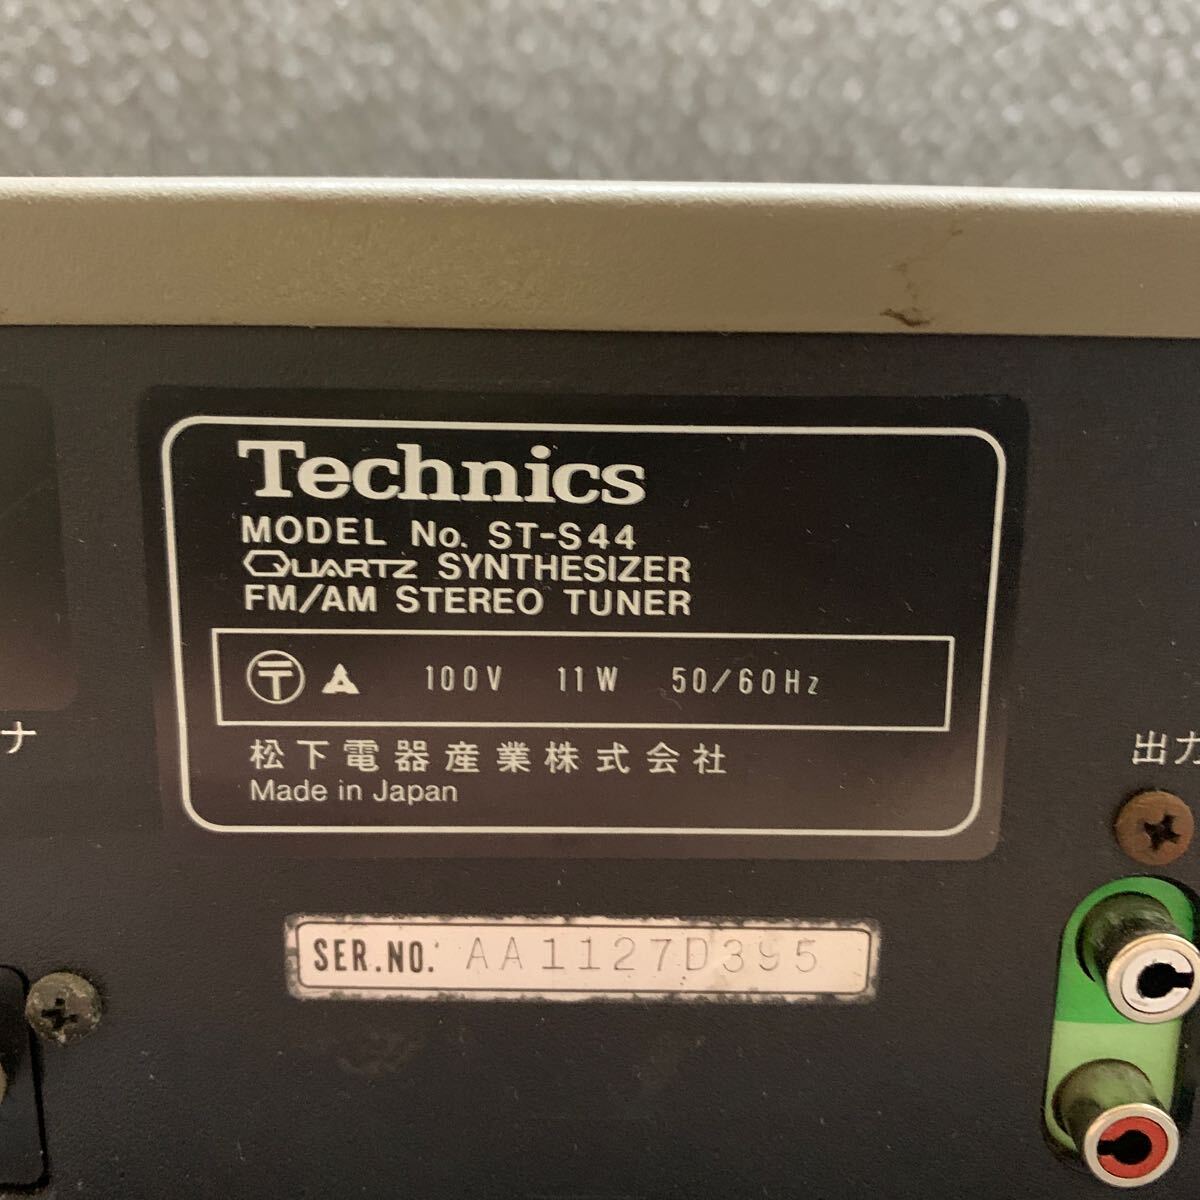 Technics
MODEL No. ST-S44
QUARTZ SYNTHESIZER
FM/AM STEREO TUNER
〒 100V 11W 50/60Hz
松下電器産業株式会社
Made in Japan
ナ
出力
SER.NO. AA1127D395